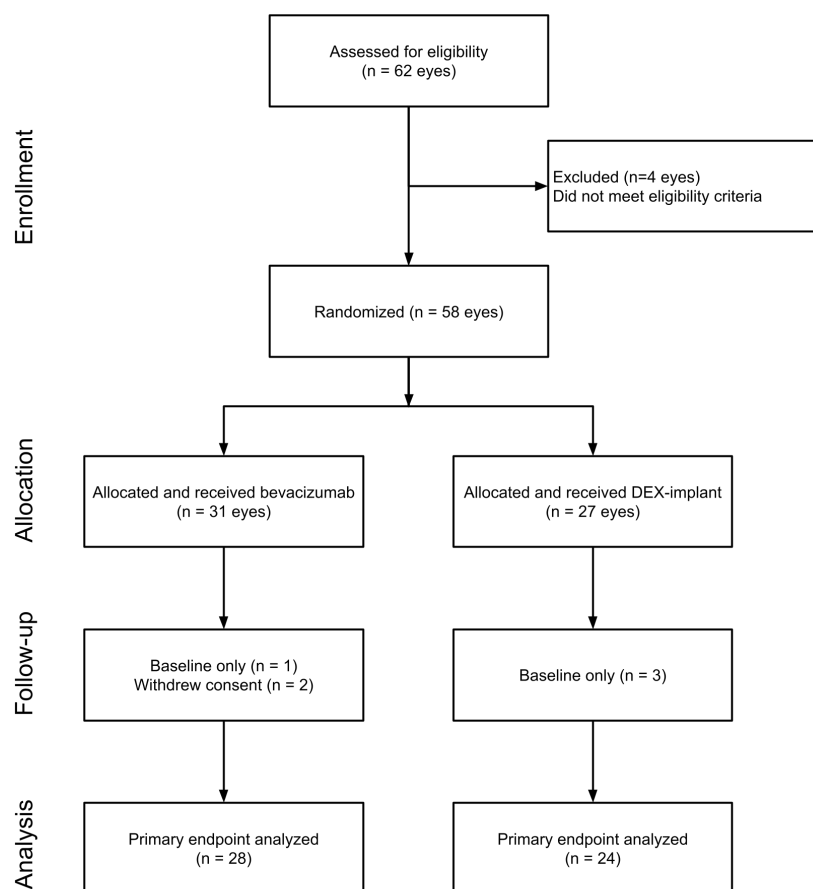 Assessed for eligibility
(n = 62 eyes)
Enrollment
Excluded (n=4 eyes)
Did not meet eligibility criteria
Randomized (n = 58 eyes)
Allocation
Allocated and received bevacizumab
(n = 31 eyes)
Allocated and received DEX-implant
(n = 27 eyes)
Follow-up
Baseline only (n = 1)
Withdrew consent (n = 2)
Baseline only (n = 3)
Analysis
Primary endpoint analyzed
(n = 28)
Primary endpoint analyzed
(n = 24)